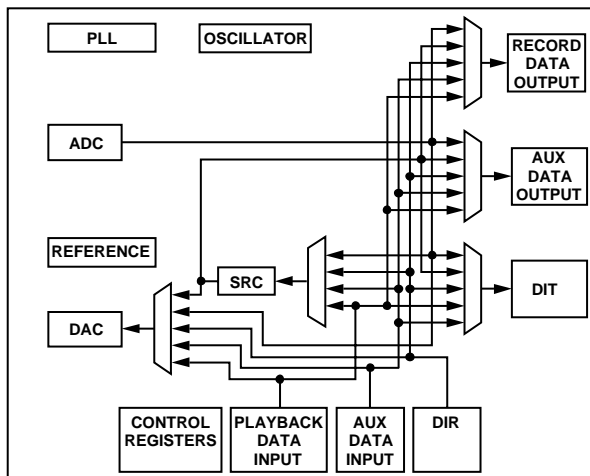 PLL
OSCILLATOR
RECORD
DATA
OUTPUT
ADC
AUX
DATA
OUTPUT
REFERENCE
SRC
DIT
DAC
CONTROL
REGISTERS
PLAYBACK
DATA
INPUT
AUX
DATA
INPUT
DIR